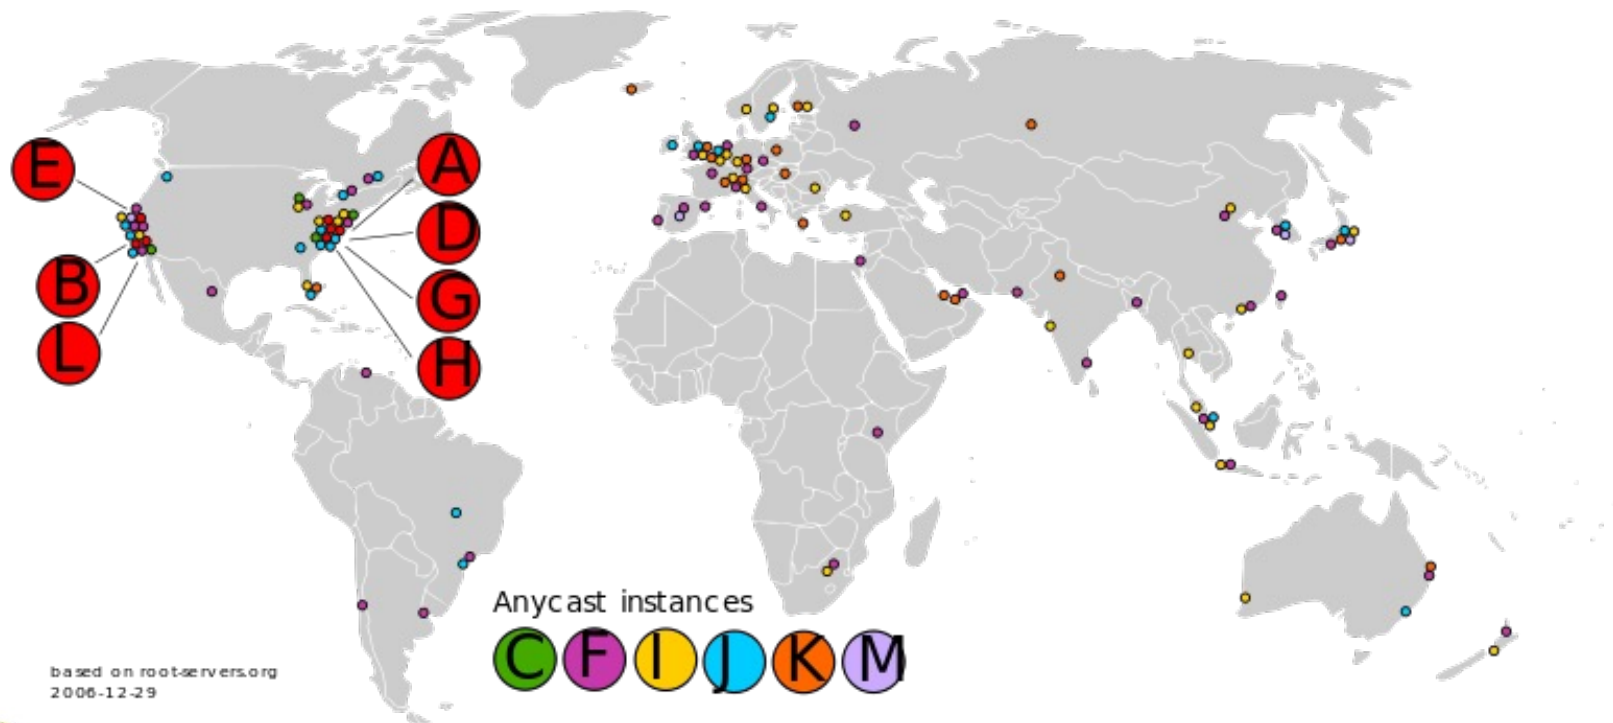 E
A
D
B
G
L
H
Anycast instances
C F I J K M
based on root-servers.org
2006-12-29